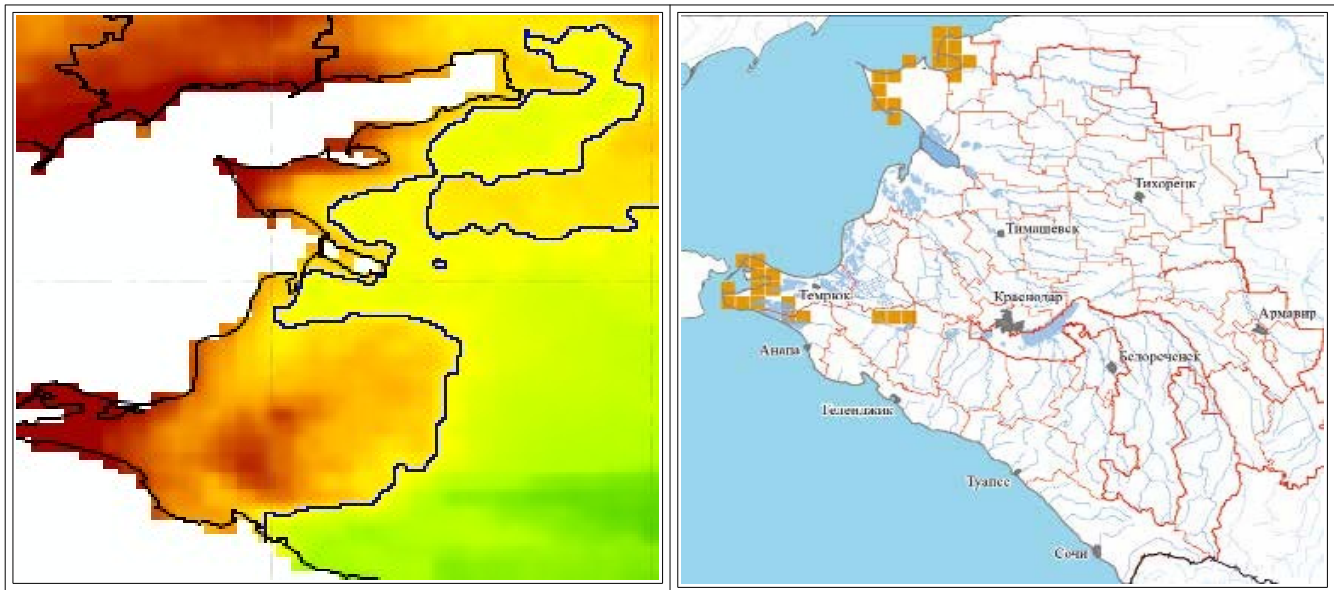 Тихорецк
Тимашевск
Темрюк
Краснодар
Армавир
Анапа
Белореченск
Геленджик
Туапсе
Сочи